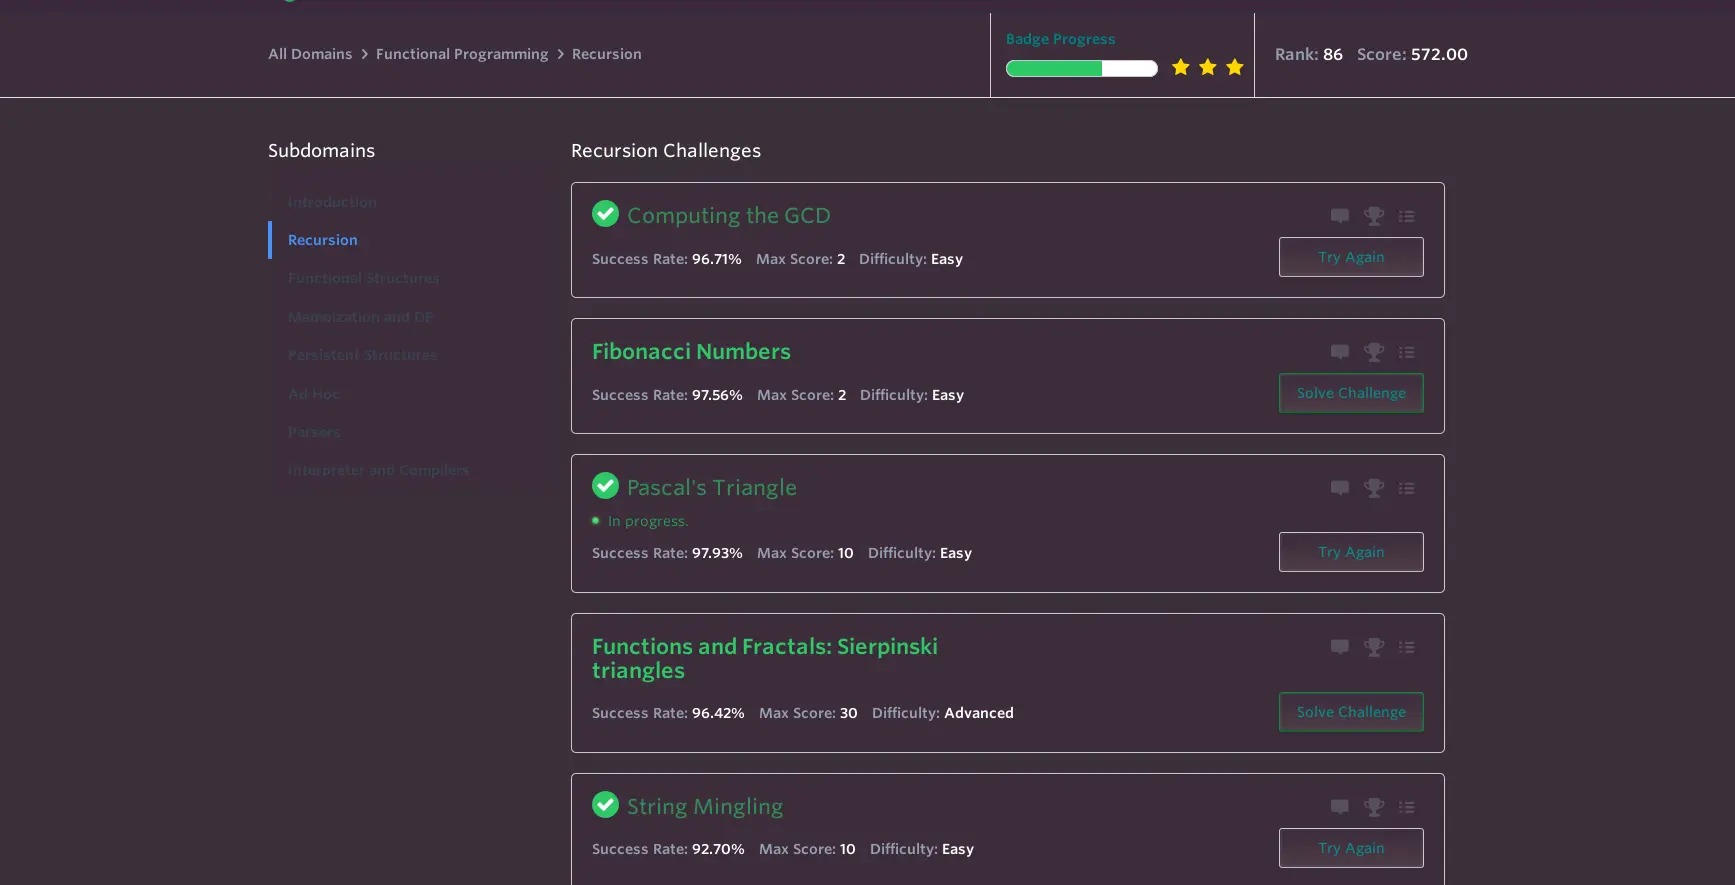 All Domains > Functional Programming > Recursion
Badge Progress
Rank: 86 Score: 572.00
Subdomains
Introduction
Recursion
Functional Structures
Memoization and DP
Persistent Structures
Ad Hoc
Parsers
Interpreter and Compilers
Recursion Challenges
Computing the GCD
Success Rate: 96.71% Max Score: 2 Difficulty: Easy
Try Again
Fibonacci Numbers
Success Rate: 97.56% Max Score: 2 Difficulty: Easy
Solve Challenge
Pascal's Triangle
In progress.
Success Rate: 97.93% Max Score: 10 Difficulty: Easy
Try Again
Functions and Fractals: Sierpinski
triangles
Success Rate: 96.42% Max Score: 30 Difficulty: Advanced
Solve Challenge
String Mingling
Success Rate: 92.70% Max Score: 10 Difficulty: Easy
Try Again